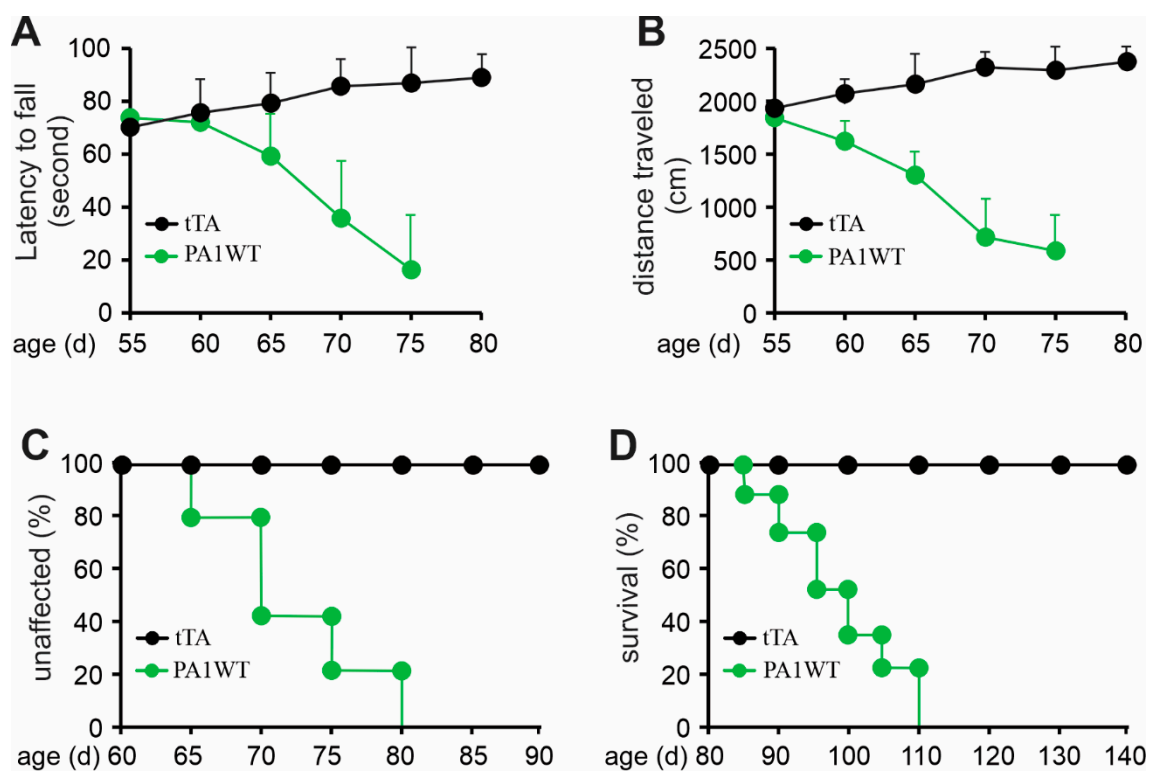 A
Latency to fall
(second)
100
80
60
40
20
0
tTA
PA1WT
age (d) 55 60 65 70 75 80
B
distance traveled
(cm)
2500
2000
1500
1000
500
0
tTA
PA1WT
age (d) 55 60 65 70 75 80
C
unaffected (%)
100
80
60
40
20
0
tTA
PA1WT
age (d) 60 65 70 75 80 85 90
D
survival (%)
100
80
60
40
20
0
tTA
PA1WT
age (d) 80 90 100 110 120 130 140